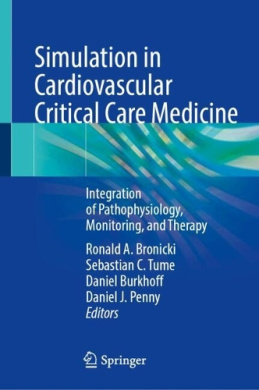 Simulation in
Cardiovascular
Critical Care Medicine
Integration
of Pathophysiology,
Monitoring, and Therapy
Ronald A. Bronicki
Sebastian C. Tume
Daniel Burkhoff
Daniel J. Penny
Editors
Springer